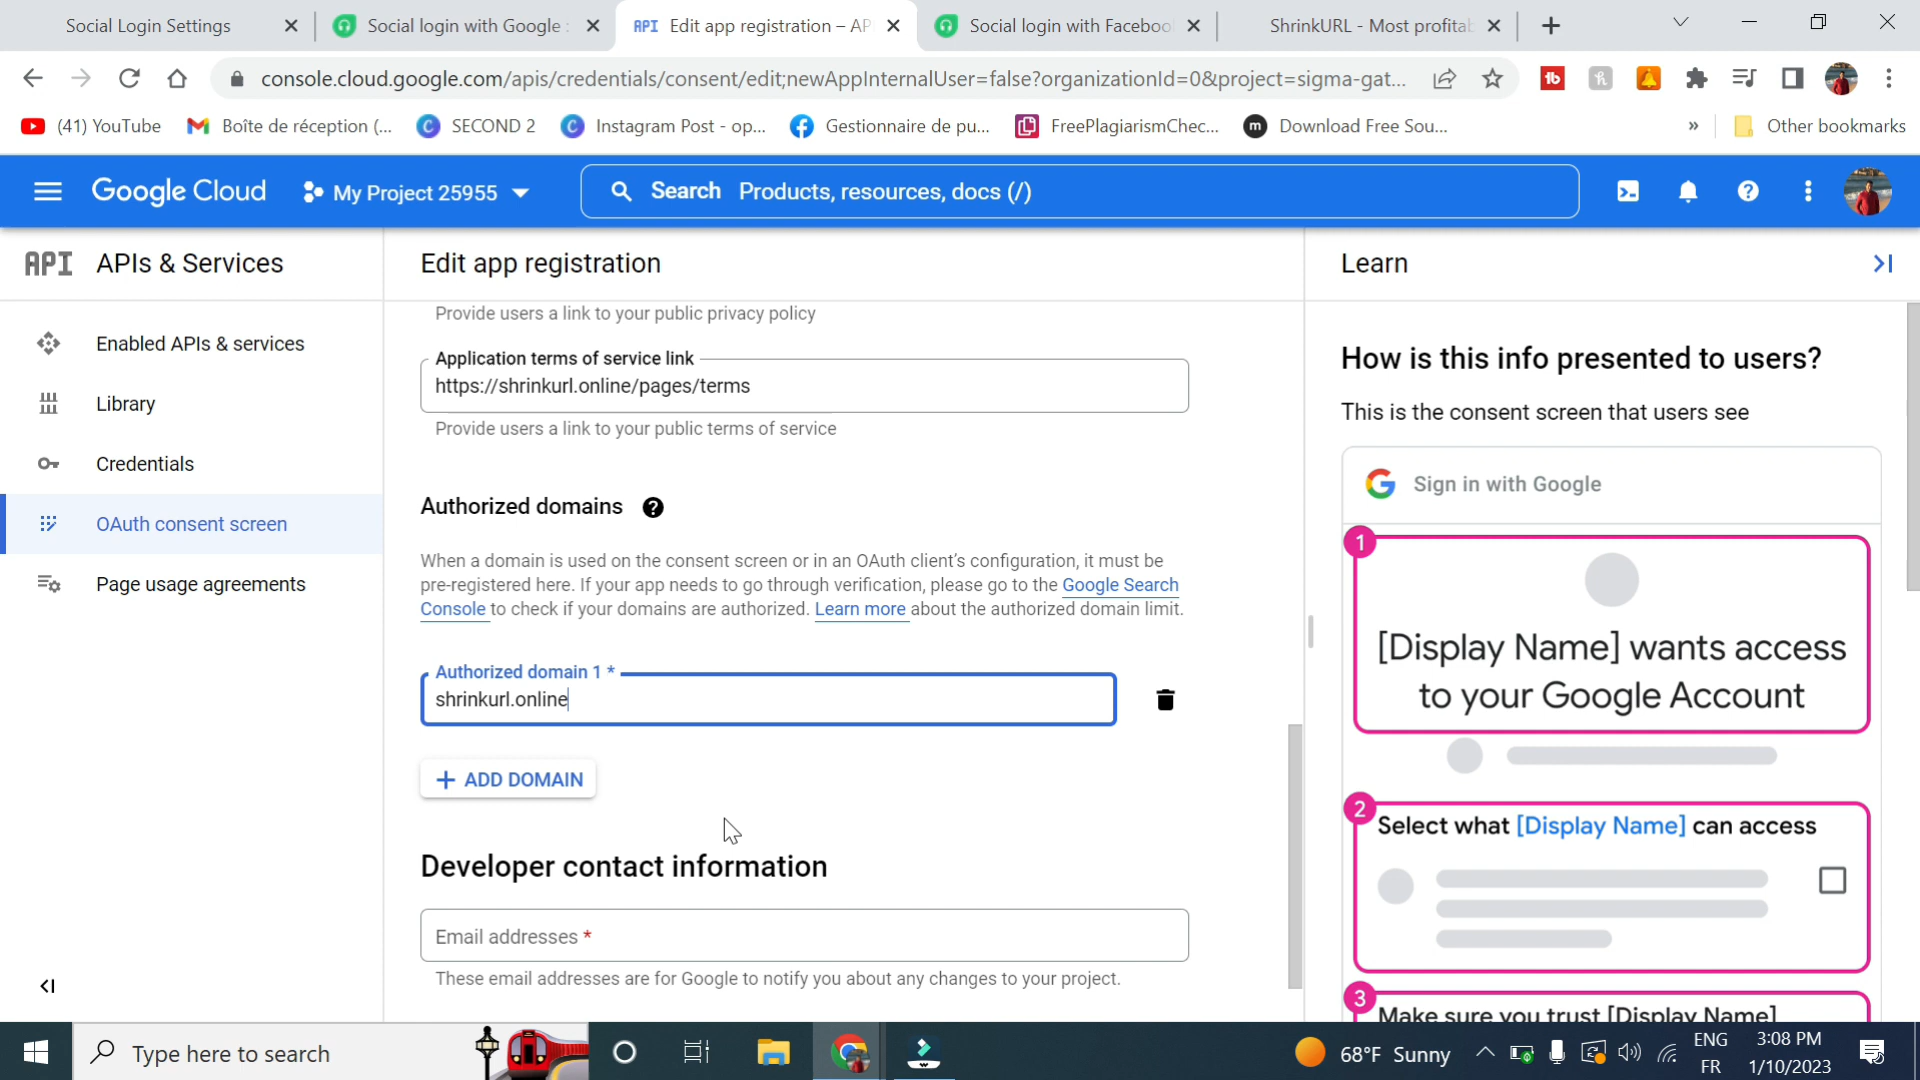 Social Login Settings
Social login with Google
Edit app registration – AP
Social login with Faceboo
ShrinkURL - Most profitab
console.cloud.google.com/apis/credentials/consent/edit;newAppInternalUser=false?organizationId=0&project=sigma-gat...
(41) YouTube
Boîte de réception (...
SECOND 2
Instagram Post - op...
Gestionnaire de pu...
FreePlagiarismChec...
Download Free Sou...
»
Other bookmarks
Google Cloud
My Project 25955
Search Products, resources, docs (/)
API APIs & Services
Enabled APIs & services
Library
Credentials
OAuth consent screen
Page usage agreements
Edit app registration
Provide users a link to your public privacy policy
Application terms of service link
https://shrinkurl.online/pages/terms
Provide users a link to your public terms of service
Authorized domains
When a domain is used on the consent screen or in an OAuth client's configuration, it must be
pre-registered here. If your app needs to go through verification, please go to the Google Search
Console to check if your domains are authorized. Learn more about the authorized domain limit.
Authorized domain 1 *
shrinkurl.online
+ ADD DOMAIN
Developer contact information
Email addresses *
These email addresses are for Google to notify you about any changes to your project.
Learn
How is this info presented to users?
This is the consent screen that users see
Sign in with Google
1
[Display Name] wants access
to your Google Account
2
Select what [Display Name] can access
3
Make sure you trust [Display Name]
Type here to search
68°F Sunny
ENG
FR
3:08 PM
1/10/2023